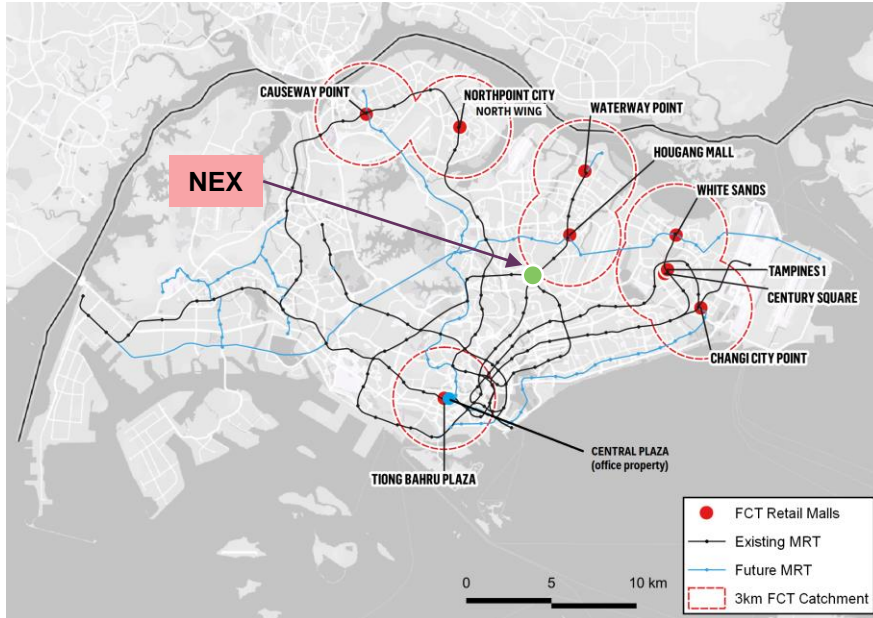 CAUSEWAY POINT
NORTHPOINT CITY
NORTH WING
WATERWAY POINT
HOUGANG MALL
NEX
WHITE SANDS
TAMPINES 1
CENTURY SQUARE
CHANGI CITY POINT
CENTRAL PLAZA
(office property)
TIONG BAHRU PLAZA
FCT Retail Malls
Existing MRT
Future MRT
3km FCT Catchment
0 5 10 km